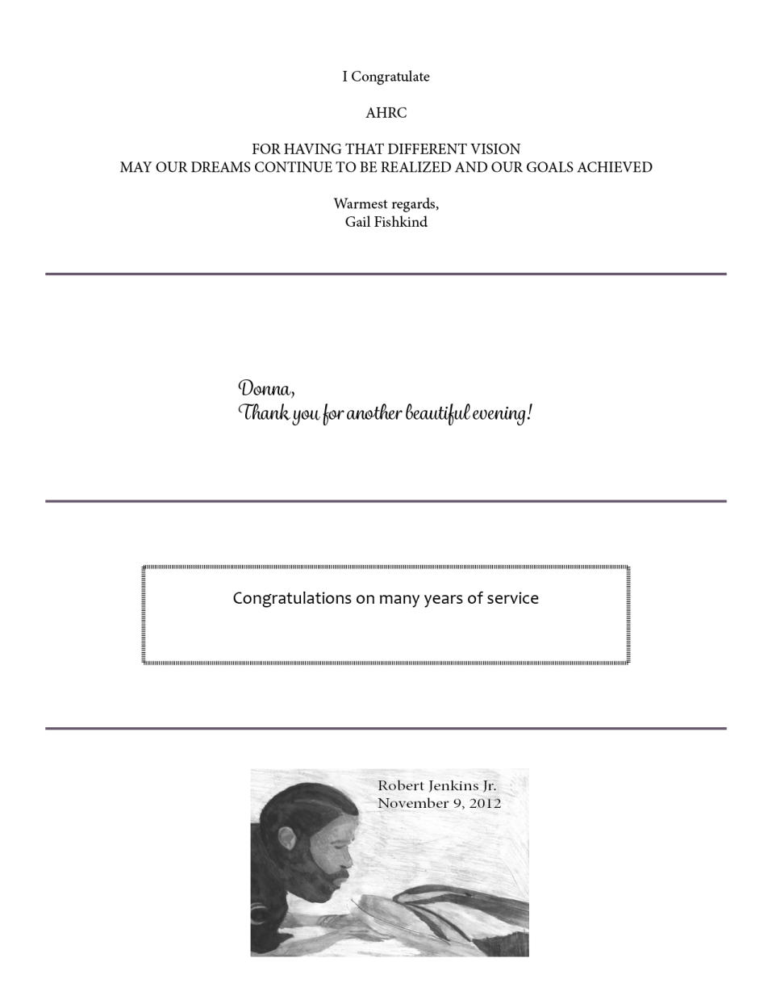 I Congratulate
AHRC
FOR HAVING THAT DIFFERENT VISION
MAY OUR DREAMS CONTINUE TO BE REALIZED AND OUR GOALS ACHIEVED
Warmest regards,
Gail Fishkind
Donna,
Thank you for another beautiful evening!
Congratulations on many years of service
Robert Jenkins Jr.
November 9, 2012